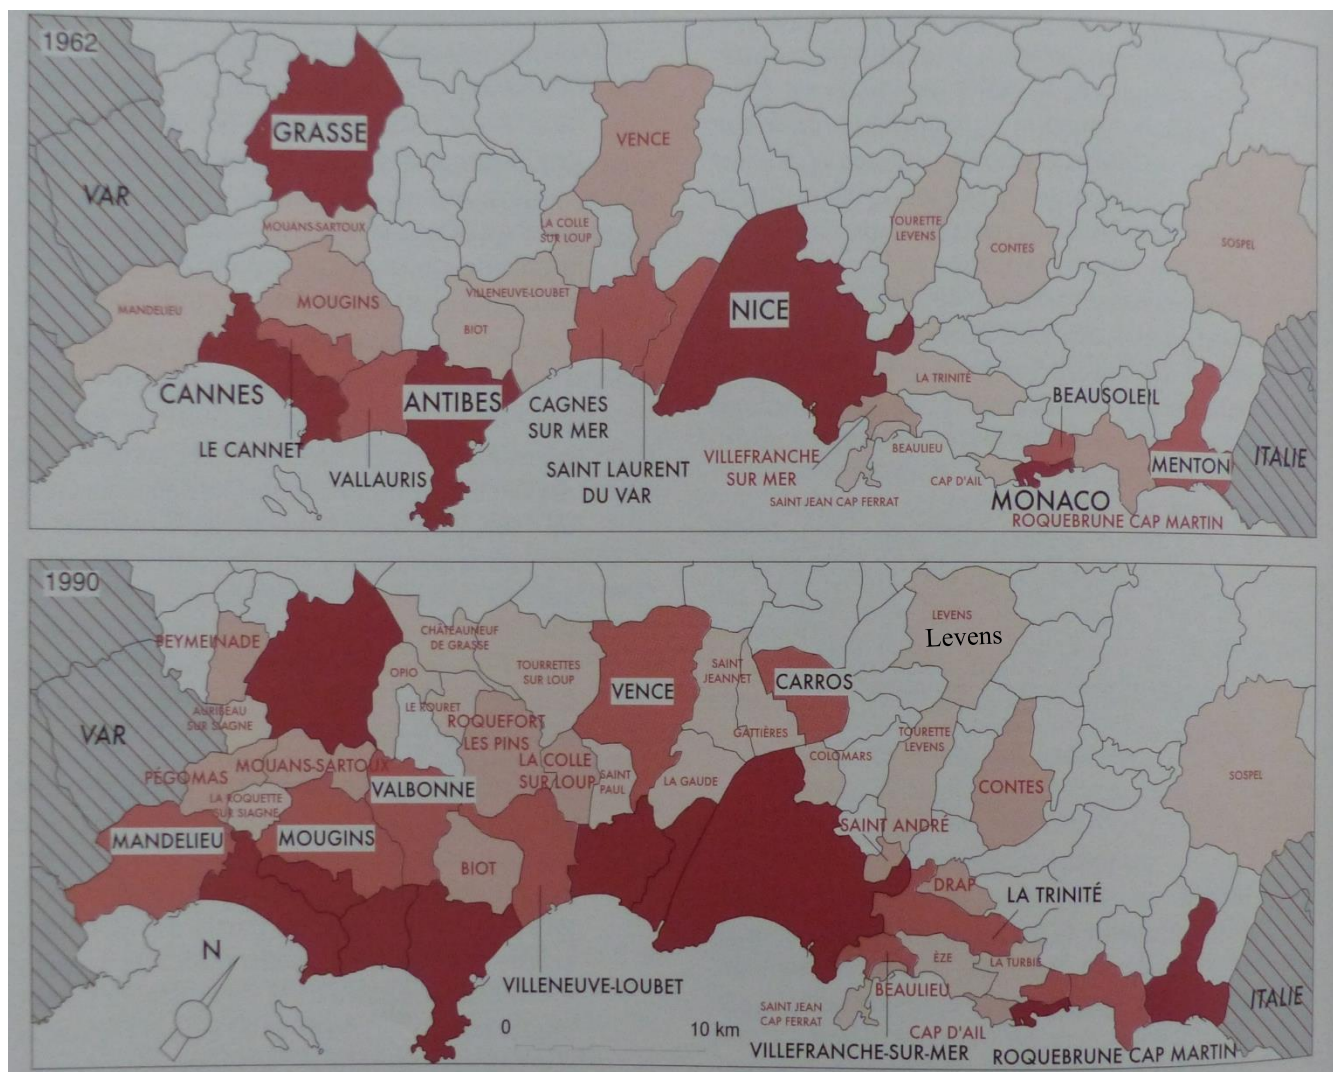 1962
GRASSE
VENCE
VAR
MOUANS-SARTOUX
LA COLLE
SUR LOUP
TOURETTE
LEVENS
CONTES
SOSPEL
MANDELIEU
MOUGINS
VILLENEUVE-LOUBET
BIOT
NICE
LA TRINITÉ
CANNES
ANTIBES
CAGNES
SUR MER
BEAUSOLEIL
LE CANNET
VALLAURIS
SAINT LAURENT
DU VAR
VILLEFRANCHE
SUR MER
BEAULIEU
SAINT JEAN CAP FERRAT
CAP D'AIL
MENTON
ITALIE
MONACO
ROQUEBRUNE CAP MARTIN
1990
PEYMEINADE
CHÂTEAUNEUF
DE GRASSE
OPIO
TOURRETTES
SUR LOUP
VENCE
SAINT
JEANNET
CARROS
LEVENS
Levens
VAR
AURIBEAU
SUR SIAGNE
LE ROURET
ROQUEFORT
LES PINS
GATTIÈRES
TOURETTE
LEVENS
COLOMARS
PÉGOMAS
MOUANS-SARTOUX
VALBONNE
LA COLLE
SUR LOUP
SAINT
PAUL
LA GAUDE
CONTES
SOSPEL
LA ROQUETTE
SUR SIAGNE
MANDELIEU
MOUGINS
BIOT
SAINT ANDRÉ
DRAP
LA TRINITÉ
N
VILLENEUVE-LOUBET
ÈZE
LA TURBIE
BEAULIEU
SAINT JEAN
CAP FERRAT
CAP D'AIL
ITALIE
0 10 km
VILLEFRANCHE-SUR-MER
ROQUEBRUNE CAP MARTIN